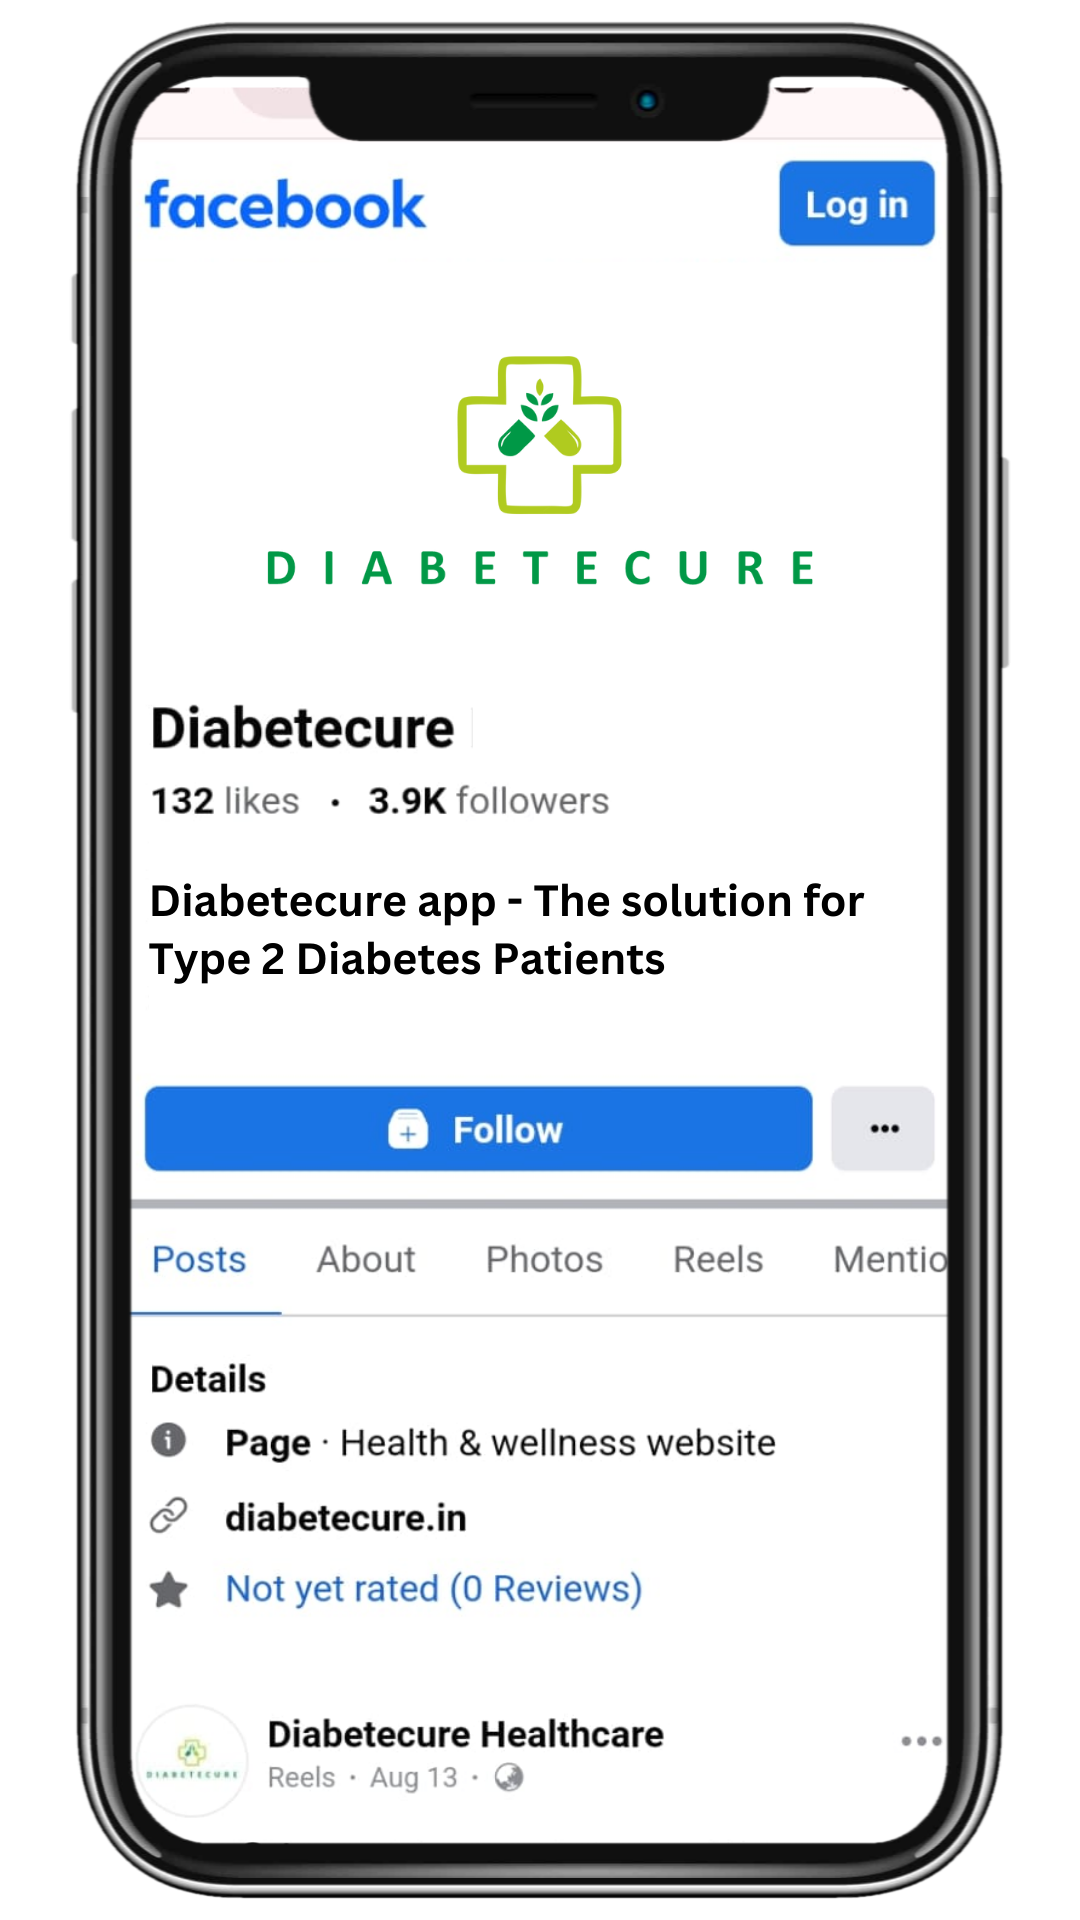 facebook
Log in
DIABETECURE
Diabetecure
132 likes · 3.9K followers
Diabetecure app - The solution for
Type 2 Diabetes Patients
Follow
Posts About Photos Reels Mentio
Details
Page · Health & wellness website
diabetecure.in
Not yet rated (0 Reviews)
Diabetecure Healthcare
DIABETECURE
Reels · Aug 13 ·